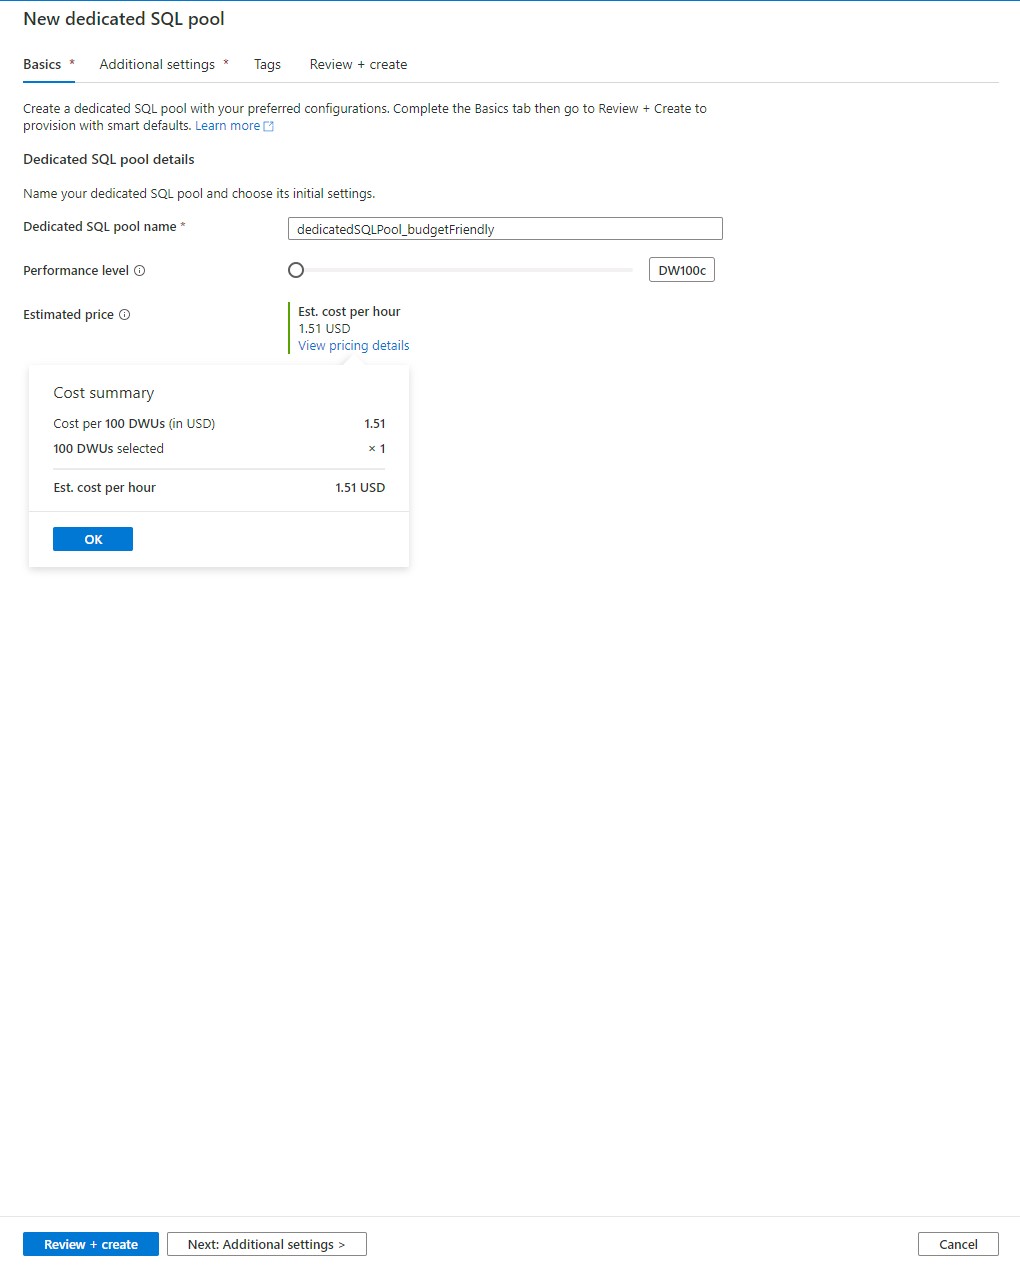 New dedicated SQL pool
Basics * Additional settings * Tags Review + create
Create a dedicated SQL pool with your preferred configurations. Complete the Basics tab then go to Review + Create to
provision with smart defaults. Learn more
Dedicated SQL pool details
Name your dedicated SQL pool and choose its initial settings.
Dedicated SQL pool name * dedicatedSQLPool_budgetFriendly
Performance level DW100c
Estimated price Est. cost per hour
1.51 USD
View pricing details
Cost summary
Cost per 100 DWUs (in USD) 1.51
100 DWUs selected × 1
Est. cost per hour 1.51 USD
OK
Review + create Next: Additional settings > Cancel